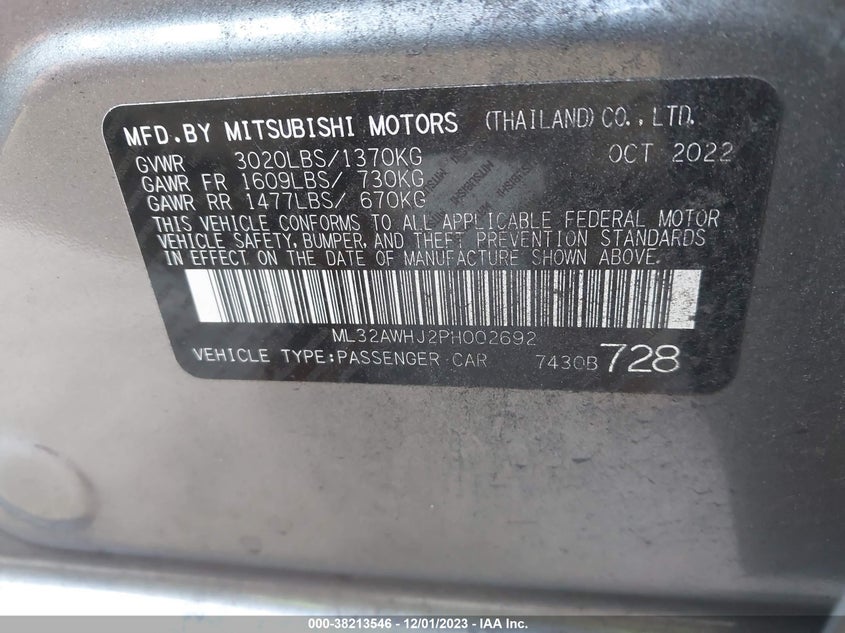 MFD.BY MITSUBISHI MOTORS (THAILAND) CO., LTD.
GVWR 3020LBS/1370KG OCT 2022
GAWR FR 1609LBS/ 730KG
GAWR RR 1477LBS/ 670KG
THIS VEHICLE CONFORMS TO ALL APPLICABLE FEDERAL MOTOR
VEHICLE SAFETY, BUMPER, AND THEFT PREVENTION STANDARDS
IN EFFECT ON THE DATE OF MANUFACTURE SHOWN ABOVE.
ML32AWHJ2PH002692
VEHICLE TYPE:PASSENGER CAR 7430B 728
000-38213546 - 12/01/2023 - IAA Inc.